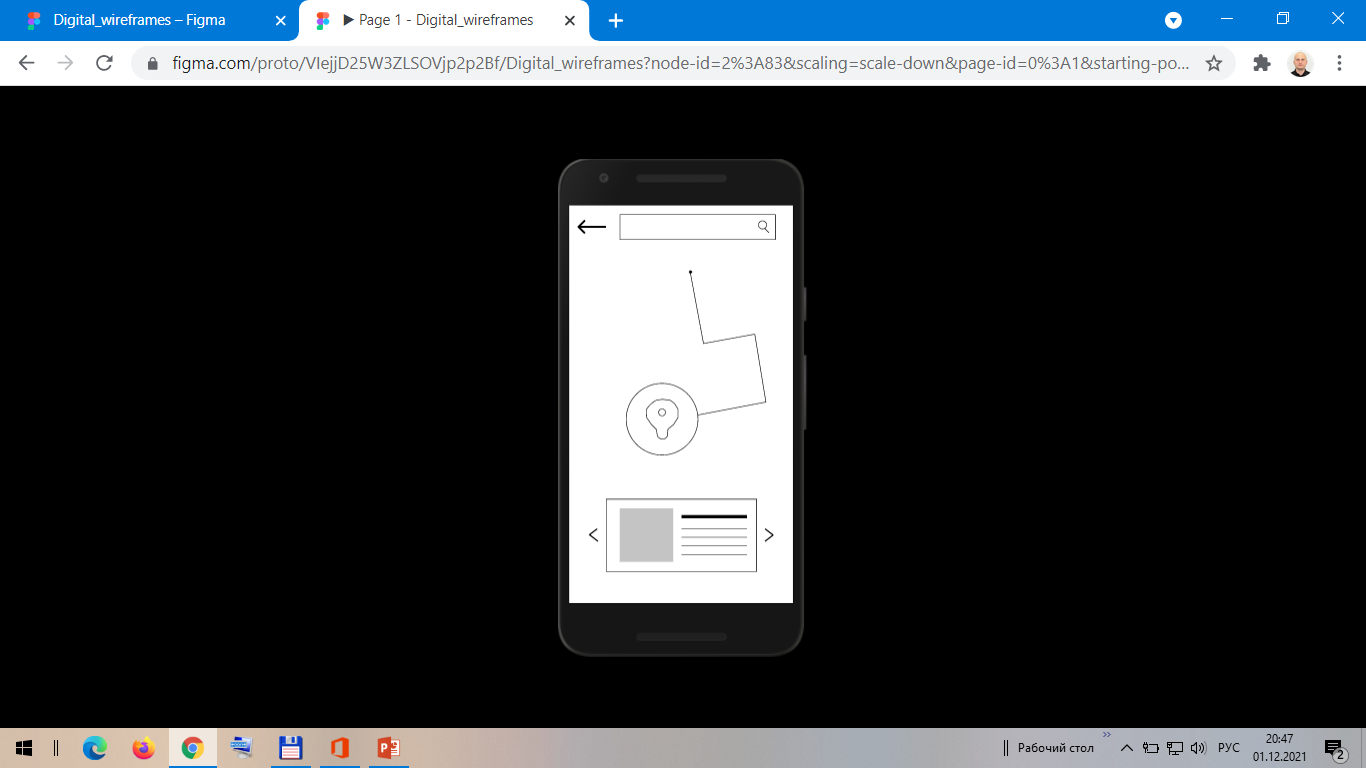 Digital_wireframes – Figma
Page 1 - Digital_wireframes
figma.com/proto/VIejjD25W3ZLSOVjp2p2Bf/Digital_wireframes?node-id=2%3A83&scaling=scale-down&page-id=0%3A1&starting-po...
Рабочий стол
РУС
20:47
01.12.2021
2